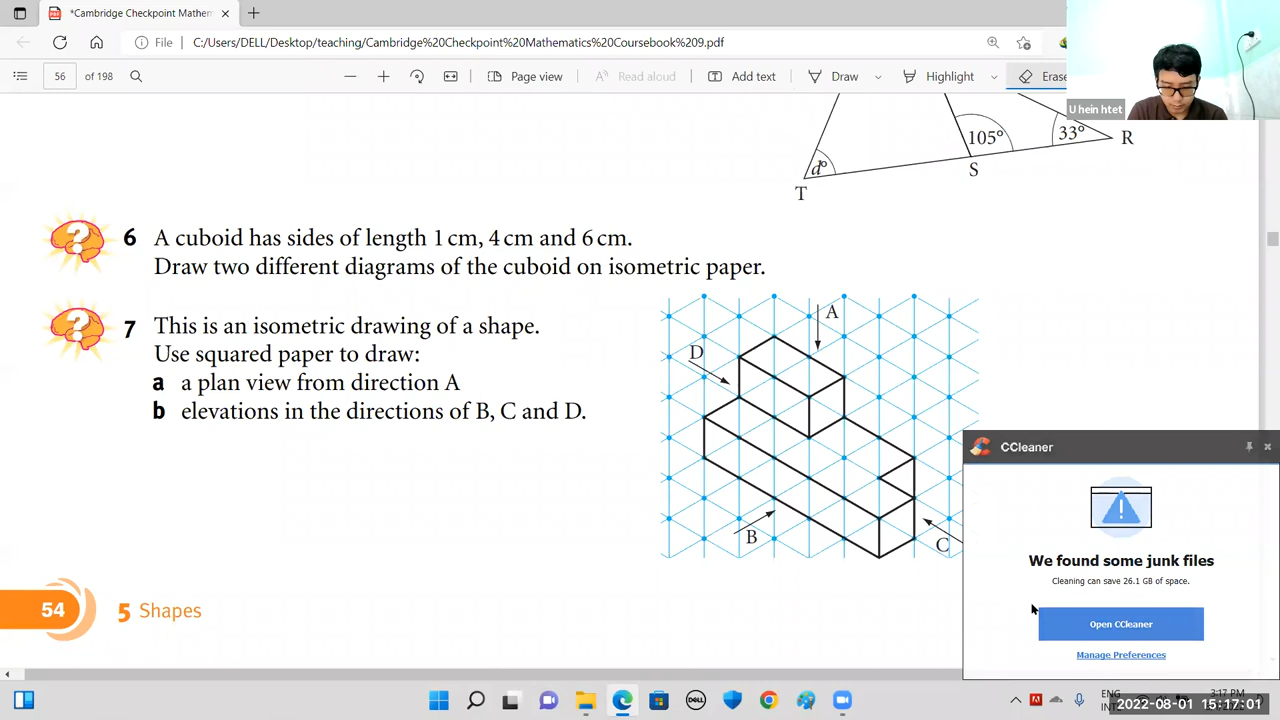 *Cambridge Checkpoint Mathem
File
C:/Users/DELL/Desktop/teaching/Cambridge%20Checkpoint%20Mathematics%20Coursebook%209.pdf
56 of 198
Page view
Read aloud
Add text
Draw
Highlight
Erase
U hein htet
105°
33°
R
d°
S
T
6 A cuboid has sides of length 1 cm, 4 cm and 6 cm.
Draw two different diagrams of the cuboid on isometric paper.
7 This is an isometric drawing of a shape.
Use squared paper to draw:
a a plan view from direction A
b elevations in the directions of B, C and D.
A
D
B
C
CCleaner
We found some junk files
Cleaning can save 26.1 GB of space.
Open CCleaner
Manage Preferences
54 5 Shapes
DELL
ENG
3:17 PM
2022-08-01 15:17:01